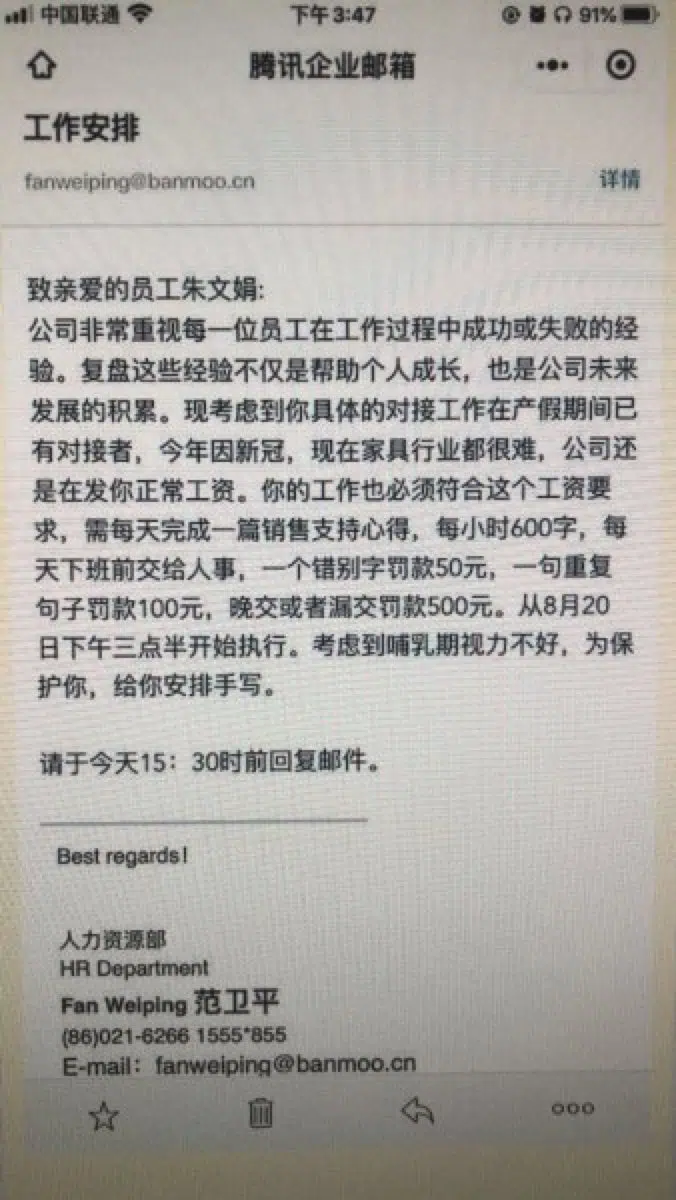 中国联通 下午 3:47 91%
腾讯企业邮箱
工作安排
fanweiping@banmoo.cn 详情
致亲爱的员工朱文娟:
公司非常重视每一位员工在工作过程中成功或失败的经
验。复盘这些经验不仅是帮助个人成长，也是公司未来
发展的积累。现考虑到你具体的对接工作在产假期间已
有对接者，今年因新冠，现在家具行业都很难，公司还
是在发你正常工资。你的工作也必须符合这个工资要
求，需每天完成一篇销售支持心得，每小时600字，每
天下班前交给人事，一个错别字罚款50元，一句重复
句子罚款100元，晚交或者漏交罚款500元。从8月20
日下午三点半开始执行。考虑到哺乳期视力不好，为保
护你，给你安排手写。
请于今天15：30时前回复邮件。
Best regards!
人力资源部
HR Department
Fan Weiping 范卫平
(86)021-6266 1555*855
E-mail：fanweiping@banmoo.cn